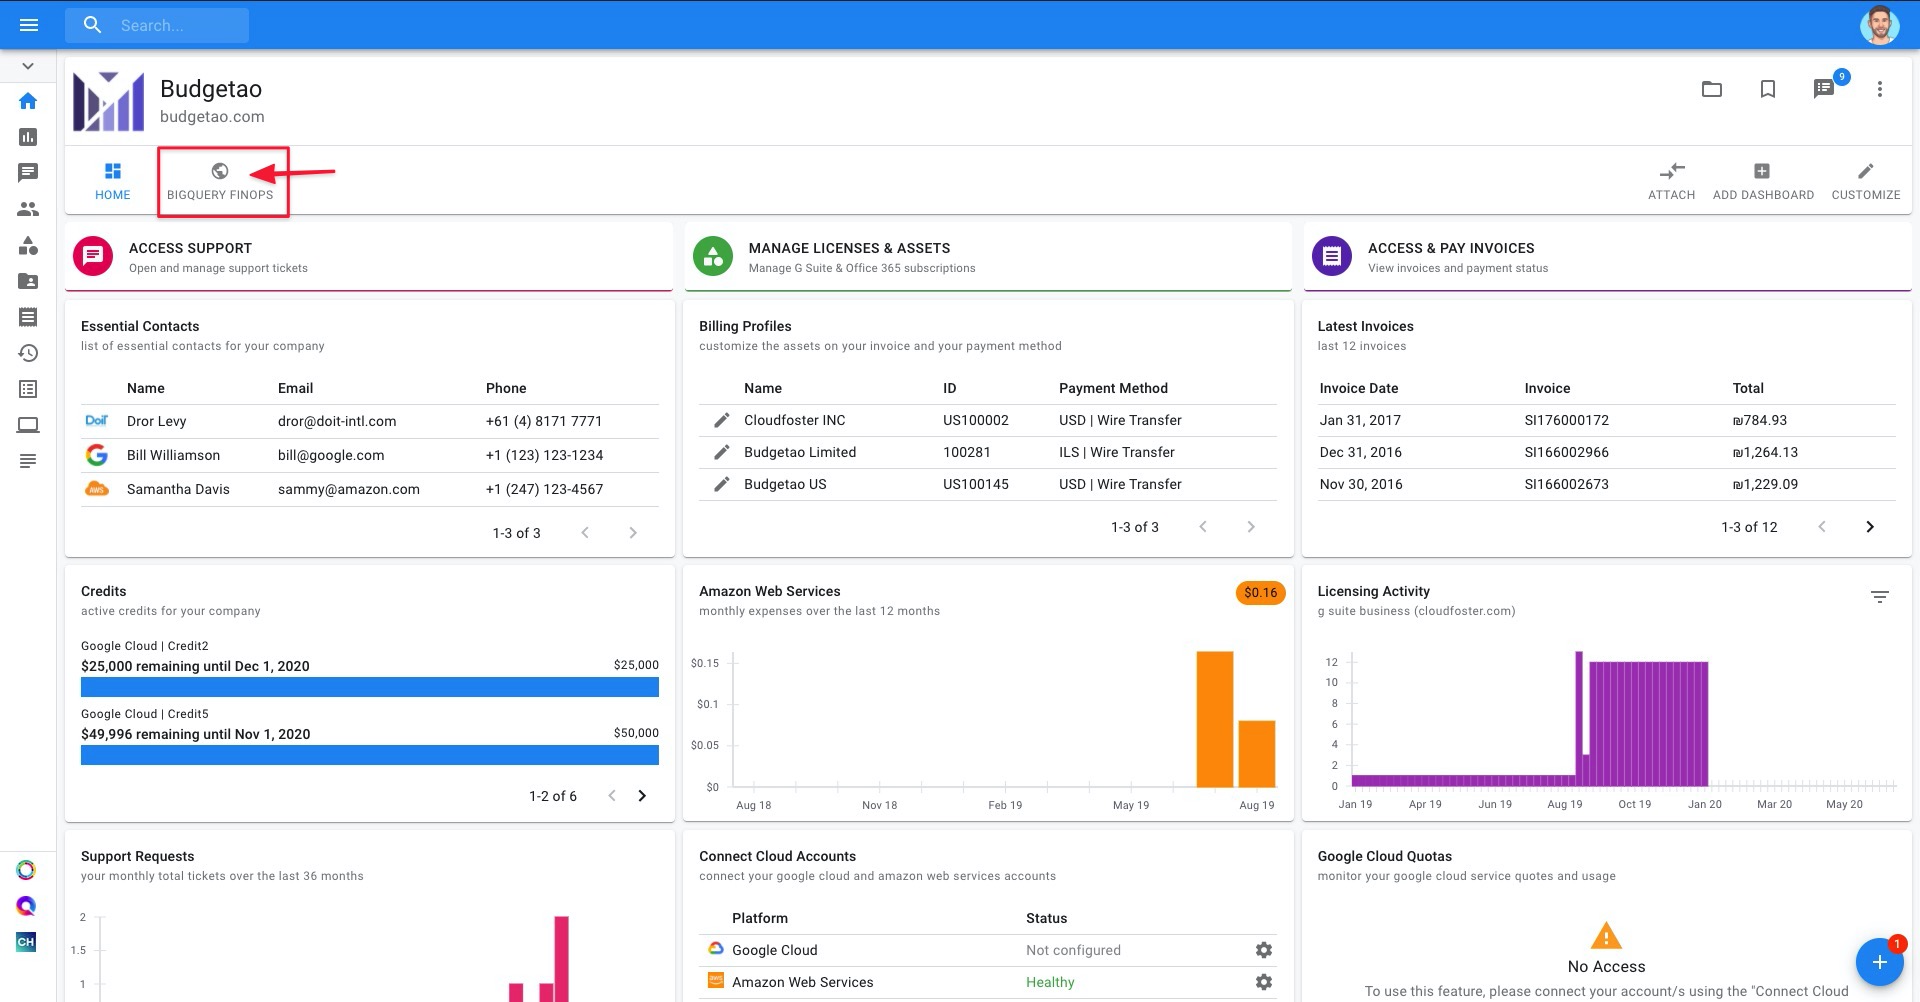 Search...
Budgetao
budgetao.com
9
HOME
BIGQUERY FINOPS
ATTACH
ADD DASHBOARD
CUSTOMIZE
ACCESS SUPPORT
Open and manage support tickets
MANAGE LICENSES & ASSETS
Manage G Suite & Office 365 subscriptions
ACCESS & PAY INVOICES
View invoices and payment status
Essential Contacts
list of essential contacts for your company
Name Email Phone
DoiT Dror Levy dror@doit-intl.com +61 (4) 8171 7771
Bill Williamson bill@google.com +1 (123) 123-1234
AWS Samantha Davis sammy@amazon.com +1 (247) 123-4567
1-3 of 3
Billing Profiles
customize the assets on your invoice and your payment method
Name ID Payment Method
Cloudfoster INC US100002 USD | Wire Transfer
Budgetao Limited 100281 ILS | Wire Transfer
Budgetao US US100145 USD | Wire Transfer
1-3 of 3
Latest Invoices
last 12 invoices
Invoice Date Invoice Total
Jan 31, 2017 SI176000172 ₪784.93
Dec 31, 2016 SI166002966 ₪1,264.13
Nov 30, 2016 SI166002673 ₪1,229.09
1-3 of 12
Credits
active credits for your company
Google Cloud | Credit2
$25,000 remaining until Dec 1, 2020 $25,000
Google Cloud | Credit5
$49,996 remaining until Nov 1, 2020 $50,000
1-2 of 6
Amazon Web Services
monthly expenses over the last 12 months
$0.16
$0.15
$0.1
$0.05
$0
Aug 18 Nov 18 Feb 19 May 19 Aug 19
Licensing Activity
g suite business (cloudfoster.com)
12
10
8
6
4
2
0
Jan 19 Apr 19 Jun 19 Aug 19 Oct 19 Jan 20 Mar 20 May 20
Support Requests
your monthly total tickets over the last 36 months
2
1.5
1
Connect Cloud Accounts
connect your google cloud and amazon web services accounts
Platform Status
Google Cloud Not configured
aws Amazon Web Services Healthy
Google Cloud Quotas
monitor your google cloud service quotes and usage
No Access
To use this feature, please connect your account/s using the "Connect Cloud
1
CH